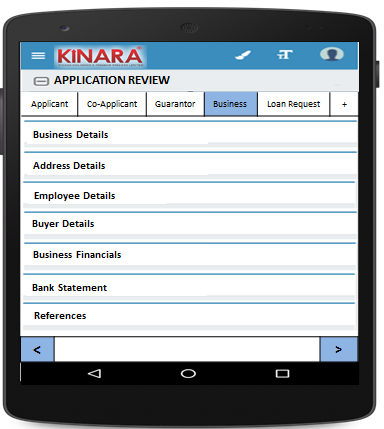 KINARA
APPLICATION REVIEW
Applicant Co-Applicant Guarantor Business Loan Request +
Business Details
Address Details
Employee Details
Buyer Details
Business Financials
Bank Statement
References
< >